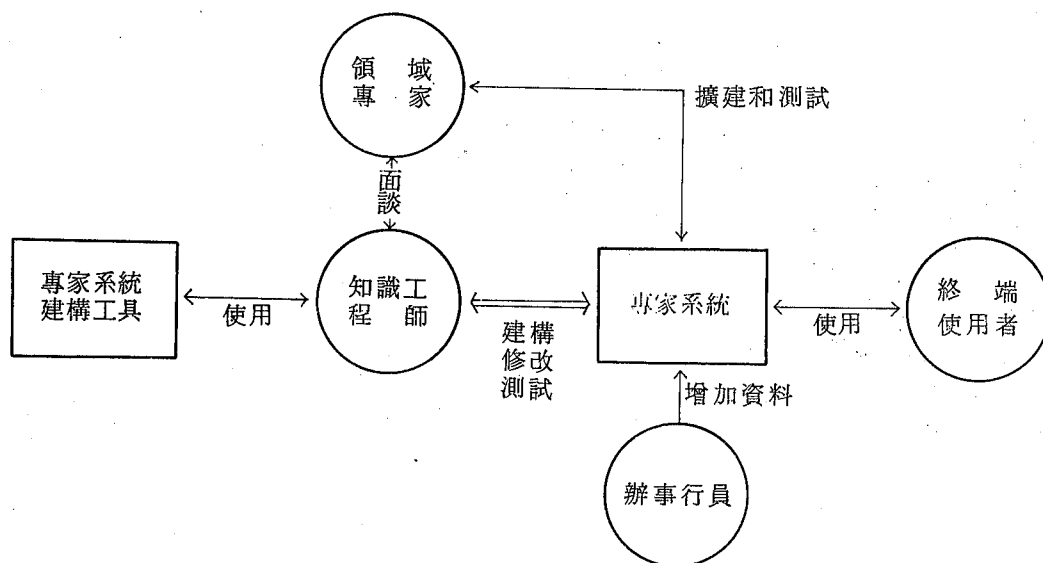 領域
專家
擴建和測試
面談
專家系統
建構工具
使用
知識工
程師
建構
修改
測試
專家系統
使用
終端
使用者
增加資料
辦事行員